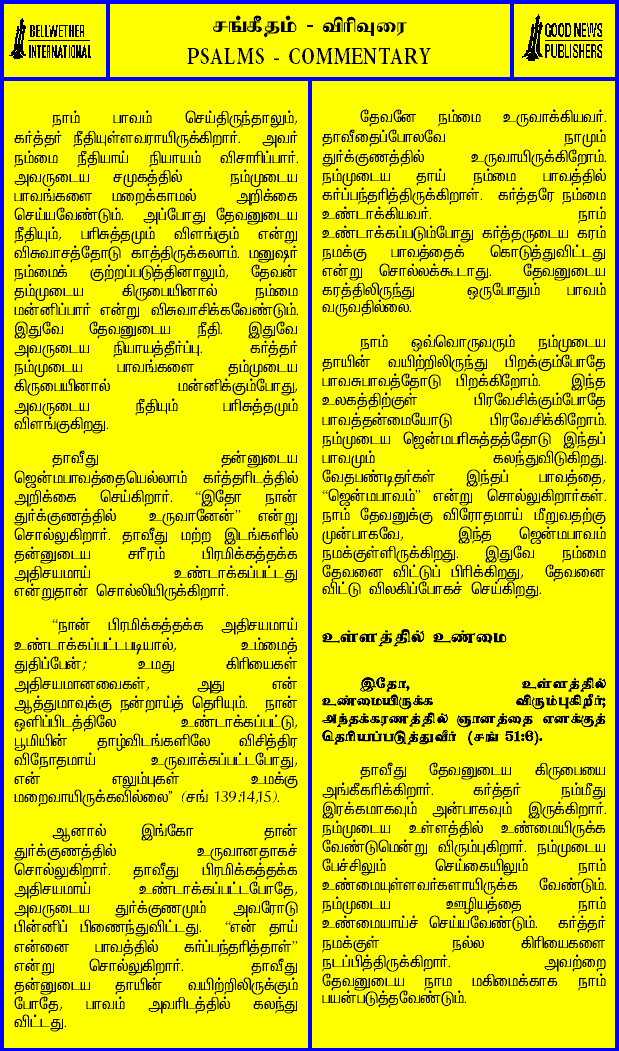 BELLWETHER
INTERNATIONAL
சங்கீதம் - விரிவுரை
PSALMS - COMMENTARY
GOOD NEWS
PUBLISHERS
நாம் பாவம் செய்திருந்தாலும்,
கர்த்தர் நீதியுள்ளவராயிருக்கிறார். அவர்
நம்மை நீதியாய் நியாயம் விசாரிப்பார்.
அவருடைய சமுகத்தில் நம்முடைய
பாவங்களை மறைக்காமல் அறிக்கை
செய்யவேண்டும். அப்போது தேவனுடைய
நீதியும், பரிசுத்தமும் விளங்கும் என்று
விசுவாசத்தோடு காத்திருக்கலாம். மனுஷர்
நம்மைக் குற்றப்படுத்தினாலும், தேவன்
தம்முடைய கிருபையினால் நம்மை
மன்னிப்பார் என்று விசுவாசிக்கவேண்டும்.
இதுவே தேவனுடைய நீதி. இதுவே
அவருடைய நியாயத்தீர்ப்பு. கர்த்தர்
நம்முடைய பாவங்களை தம்முடைய
கிருபையினால் மன்னிக்கும்போது,
அவருடைய நீதியும் பரிசுத்தமும்
விளங்குகிறது.
தாவீது தன்னுடைய
ஜென்மபாவத்தையெல்லாம் கர்த்தரிடத்தில்
அறிக்கை செய்கிறார். “இதோ நான்
துர்க்குணத்தில் உருவானேன்” என்று
சொல்லுகிறார். தாவீது மற்ற இடங்களில்
தன்னுடைய சரீரம் பிரமிக்கத்தக்க
அதிசயமாய் உண்டாக்கப்பட்டது
என்றுதான் சொல்லியிருக்கிறார்.
“நான் பிரமிக்கத்தக்க அதிசயமாய்
உண்டாக்கப்பட்டபடியால், உம்மைத்
துதிப்பேன்; உமது கிரியைகள்
அதிசயமானவைகள், அது என்
ஆத்துமாவுக்கு நன்றாய்த் தெரியும். நான்
ஒளிப்பிடத்திலே உண்டாக்கப்பட்டு,
பூமியின் தாழ்விடங்களிலே விசித்திர
விநோதமாய் உருவாக்கப்பட்டபோது,
என் எலும்புகள் உமக்கு
மறைவாயிருக்கவில்லை” (சங் 139:14,15).
ஆனால் இங்கோ தான்
துர்க்குணத்தில் உருவானதாகச்
சொல்லுகிறார். தாவீது பிரமிக்கத்தக்க
அதிசயமாய் உண்டாக்கப்பட்டபோதே,
அவருடைய துர்க்குணமும் அவரோடு
பின்னிப் பிணைந்துவிட்டது. “என் தாய்
என்னை பாவத்தில் கர்ப்பந்தரித்தாள்”
என்று சொல்லுகிறார். தாவீது
தன்னுடைய தாயின் வயிற்றிலிருக்கும்
போதே, பாவம் அவரிடத்தில் கலந்து
விட்டது.
தேவனே நம்மை உருவாக்கியவர்.
தாவீதைப்போலவே நாமும்
துர்க்குணத்தில் உருவாயிருக்கிறோம்.
நம்முடைய தாய் நம்மை பாவத்தில்
கர்ப்பந்தரித்திருக்கிறாள். கர்த்தரே நம்மை
உண்டாக்கியவர். நாம்
உண்டாக்கப்படும்போது கர்த்தருடைய கரம்
நமக்கு பாவத்தைக் கொடுத்துவிட்டது
என்று சொல்லக்கூடாது. தேவனுடைய
கரத்திலிருந்து ஒருபோதும் பாவம்
வருவதில்லை.
நாம் ஒவ்வொருவரும் நம்முடைய
தாயின் வயிற்றிலிருந்து பிறக்கும்போதே
பாவசுபாவத்தோடு பிறக்கிறோம். இந்த
உலகத்திற்குள் பிரவேசிக்கும்போதே
பாவத்தன்மையோடு பிரவேசிக்கிறோம்.
நம்முடைய ஜென்மபரிசுத்தத்தோடு இந்தப்
பாவமும் கலந்துவிடுகிறது.
வேதபண்டிதர்கள் இந்தப் பாவத்தை,
“ஜென்மபாவம்” என்று சொல்லுகிறார்கள்.
நாம் தேவனுக்கு விரோதமாய் மீறுவதற்கு
முன்பாகவே, இந்த ஜென்மபாவம்
நமக்குள்ளிருக்கிறது. இதுவே நம்மை
தேவனை விட்டுப் பிரிக்கிறது, தேவனை
விட்டு விலகிப்போகச் செய்கிறது.
உள்ளத்தில் உண்மை
இதோ, உள்ளத்தில்
உண்மையிருக்க விரும்புகிறீர்;
அந்தக்கரணத்தில் ஞானத்தை எனக்குத்
தெரியப்படுத்துவீர் (சங் 51:6).
தாவீது தேவனுடைய கிருபையை
அங்கீகரிக்கிறார். கர்த்தர் நம்மீது
இரக்கமாகவும் அன்பாகவும் இருக்கிறார்.
நம்முடைய உள்ளத்தில் உண்மையிருக்க
வேண்டுமென்று விரும்புகிறார். நம்முடைய
பேச்சிலும் செய்கையிலும் நாம்
உண்மையுள்ளவர்களாயிருக்க வேண்டும்.
நம்முடைய ஊழியத்தை நாம்
உண்மையாய்ச் செய்யவேண்டும். கர்த்தர்
நமக்குள் நல்ல கிரியைகளை
நடப்பித்திருக்கிறார். அவற்றை
தேவனுடைய நாம மகிமைக்காக நாம்
பயன்படுத்தவேண்டும்.